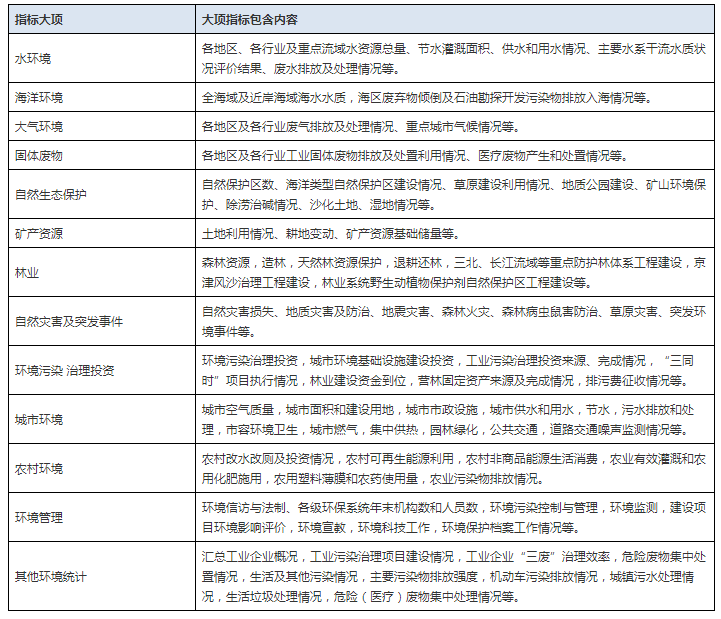 指标大项
大项指标包含内容
水环境
各地区、各行业及重点流域水资源总量、节水灌溉面积、供水和用水情况、主要水系干流水质状
况评价结果、废水排放及处理情况等。
海洋环境
全海域及近岸海域海水水质，海区废弃物倾倒及石油勘探开发污染物排放入海情况等。
大气环境
各地区及各行业废气排放及处理情况、重点城市气候情况等。
固体废物
各地区及各行业工业固体废物排放及处置利用情况、医疗废物产生和处置情况等。
自然生态保护
自然保护区数、海洋类型自然保护区建设情况、草原建设利用情况、地质公园建设、矿山环境保
护、除涝治碱情况、沙化土地、湿地情况等。
矿产资源
土地利用情况、耕地变动、矿产资源基础储量等。
林业
森林资源，造林，天然林资源保护，退耕还林，三北、长江流域等重点防护林体系工程建设，京
津风沙治理工程建设，林业系统野生动植物保护剂自然保护区工程建设等。
自然灾害及突发事件
自然灾害损失、地质灾害及防治、地震灾害、森林火灾、森林病虫鼠害防治、草原灾害、突发环
境事件等。
环境污染 治理投资
环境污染治理投资，城市环境基础设施建设投资，工业污染治理投资来源、完成情况，“三同
时”项目执行情况，林业建设资金到位，营林固定资产来源及完成情况，排污费征收情况等。
城市环境
城市空气质量，城市面积和建设用地，城市市政设施，城市供水和用水，节水，污水排放和处
理，市容环境卫生，城市燃气，集中供热，园林绿化，公共交通，道路交通噪声监测情况等。
农村环境
农村改水改厕及投资情况，农村可再生能源利用，农村非商品能源生活消费，农业有效灌溉和农
用化肥施用，农用塑料薄膜和农药使用量，农业污染物排放情况。
环境管理
环境信访与法制、各级环保系统年末机构数和人员数，环境污染控制与管理，环境监测，建设项
目环境影响评价，环境宣教，环境科技工作，环境保护档案工作情况等。
其他环境统计
汇总工业企业概况，工业污染治理项目建设情况，工业企业“三废”治理效率，危险废物集中处
置情况，生活及其他污染情况，主要污染物排放强度，机动车污染排放情况，城镇污水处理情
况，生活垃圾处理情况，危险（医疗）废物集中处理情况等。